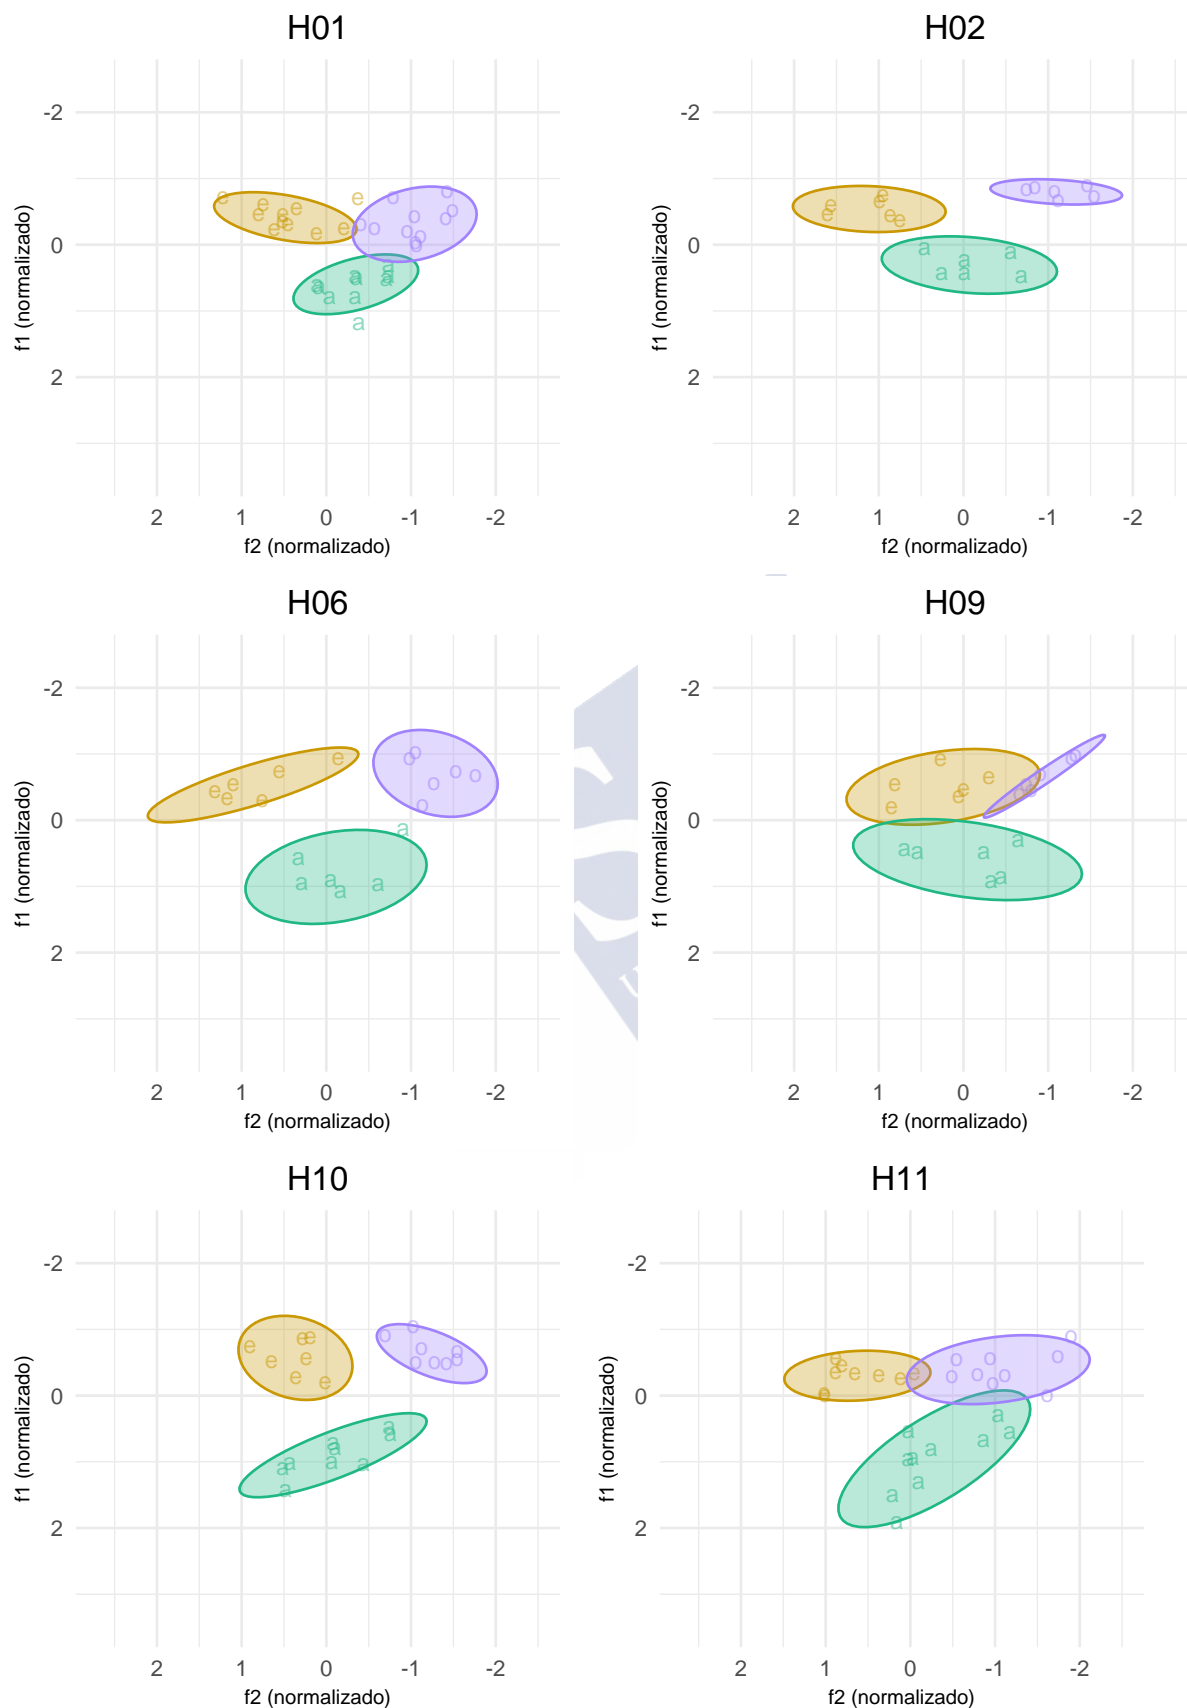 H01
H02
-2
0
2
f1 (normalizado)
2 1 0 -1 -2
f2 (normalizado)
e e e e e e e e e e e e
o o o o o o o o o o o o
a a a a a a a a a a a a
-2
0
2
f1 (normalizado)
2 1 0 -1 -2
f2 (normalizado)
e e e e e e
o o o o o o
a a a a a a
H06
H09
-2
0
2
f1 (normalizado)
2 1 0 -1 -2
f2 (normalizado)
e e e e e e
o o o o o o
a a a a a a
-2
0
2
f1 (normalizado)
2 1 0 -1 -2
f2 (normalizado)
e e e e e e
o o o o o o
a a a a a a
H10
H11
-2
0
2
f1 (normalizado)
2 1 0 -1 -2
f2 (normalizado)
e e e e e e e
o o o o o o o
a a a a a a a a
-2
0
2
f1 (normalizado)
2 1 0 -1 -2
f2 (normalizado)
e e e e e e e e
o o o o o o o o o
a a a a a a a a a